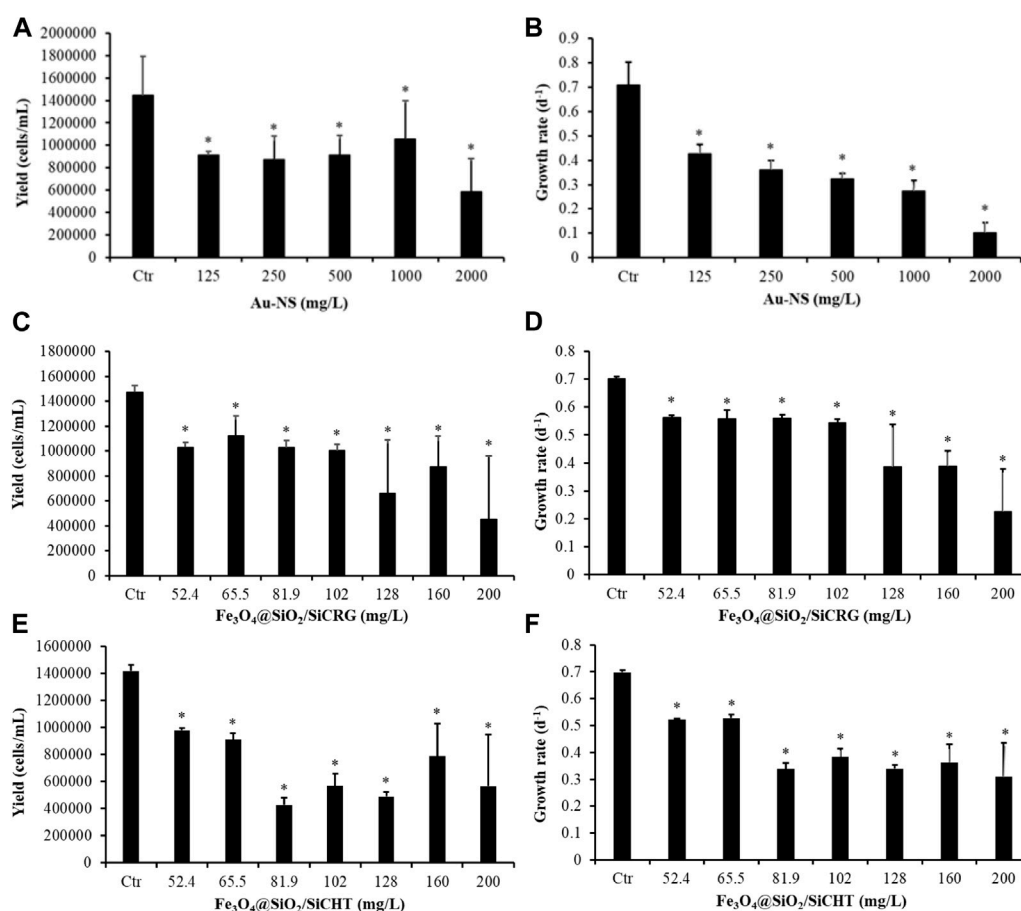 A
2000000
1800000
1600000
1400000
1200000
1000000
800000
600000
400000
200000
0
Yield (cells/mL)
* * * * *
Ctr 125 250 500 1000 2000
Au-NS (mg/L)
B
0.9
0.8
0.7
0.6
0.5
0.4
0.3
0.2
0.1
0
Growth rate (d⁻¹)
* * * * *
Ctr 125 250 500 1000 2000
Au-NS (mg/L)
C
1800000
1600000
1400000
1200000
1000000
800000
600000
400000
200000
0
Yield (cells/mL)
* * * * * * *
Ctr 52.4 65.5 81.9 102 128 160 200
Fe₃O₄@SiO₂/SiCRG (mg/L)
D
0.8
0.7
0.6
0.5
0.4
0.3
0.2
0.1
0
Growth rate (d⁻¹)
* * * * * * *
Ctr 52.4 65.5 81.9 102 128 160 200
Fe₃O₄@SiO₂/SiCRG (mg/L)
E
1600000
1400000
1200000
1000000
800000
600000
400000
200000
0
Yield (cells/mL)
* * * * * * *
Ctr 52.4 65.5 81.9 102 128 160 200
Fe₃O₄@SiO₂/SiCHT (mg/L)
F
0.8
0.7
0.6
0.5
0.4
0.3
0.2
0.1
0
Growth rate (d⁻¹)
* * * * * * *
Ctr 52.4 65.5 81.9 102 128 160 200
Fe₃O₄@SiO₂/SiCHT (mg/L)